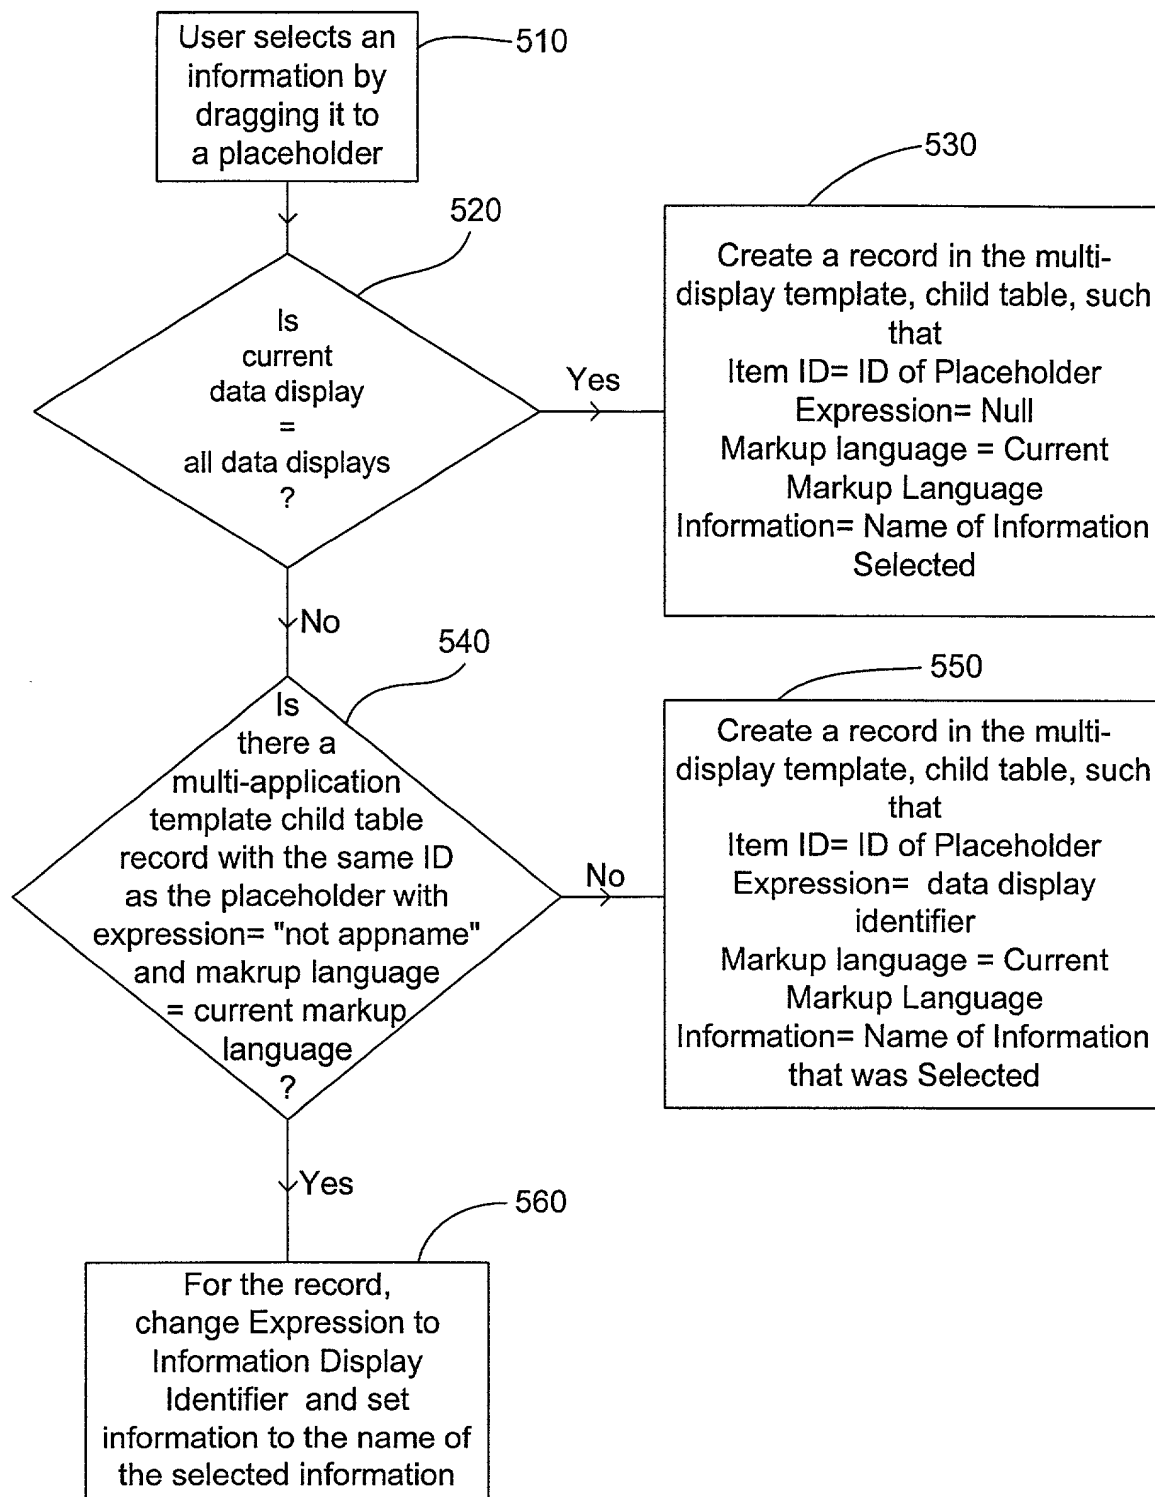 User selects an
information by
dragging it to
a placeholder
510
520
Is
current
data display
=
all data displays
?
Yes
530
Create a record in the multi-
display template, child table, such
that
Item ID= ID of Placeholder
Expression= Null
Markup language = Current
Markup Language
Information= Name of Information
Selected
No
540
Is
there a
multi-application
template child table
record with the same ID
as the placeholder with
expression= "not appname"
and makrup language
= current markup
language
?
No
550
Create a record in the multi-
display template, child table, such
that
Item ID= ID of Placeholder
Expression= data display
identifier
Markup language = Current
Markup Language
Information= Name of Information
that was Selected
Yes
560
For the record,
change Expression to
Information Display
Identifier and set
information to the name of
the selected information